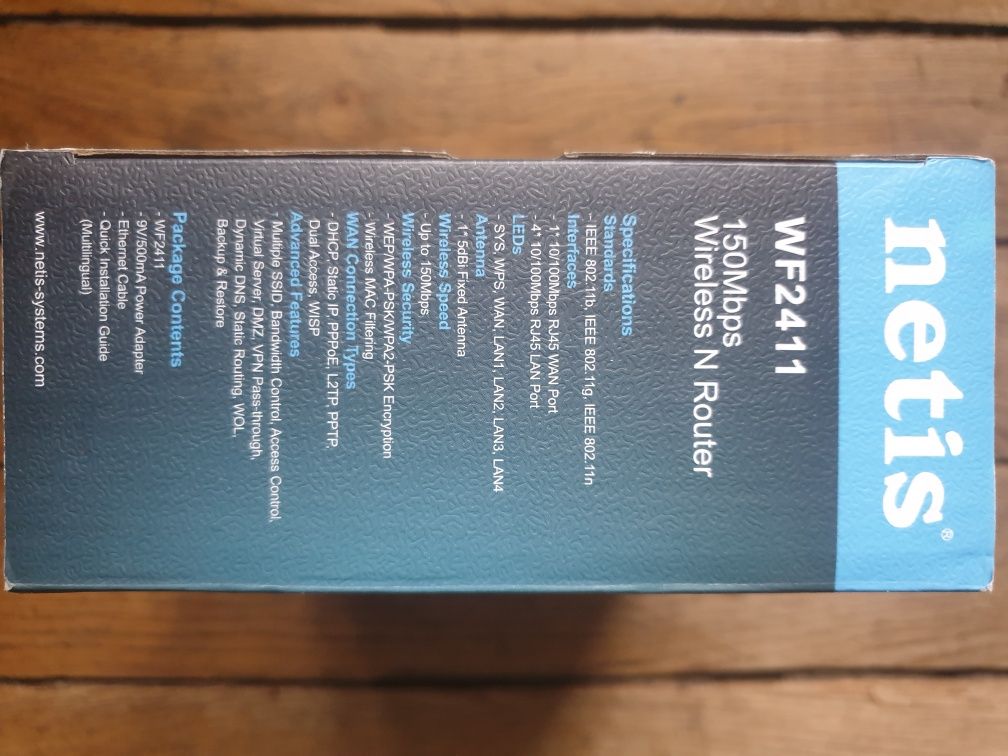 netis®
WF2411
150Mbps
Wireless N Router
Specifications
Standards
- IEEE 802.11b, IEEE 802.11g, IEEE 802.11n
Interfaces
- 1* 10/100Mbps RJ45 WAN Port
- 4* 10/100Mbps RJ45 LAN Port
LEDs
- SYS, WPS, WAN, LAN1, LAN2, LAN3, LAN4
Antenna
- 1* 5dBi Fixed Antenna
Wireless Speed
- Up to 150Mbps
Wireless Security
- WEP/WPA-PSK/WPA2-PSK Encryption
- Wireless MAC Filtering
WAN Connection Types
- DHCP, Static IP, PPPoE, L2TP, PPTP,
Dual Access, WISP
Advanced Features
- Multiple SSID, Bandwidth Control, Access Control,
Virtual Server, DMZ, VPN Pass-through,
Dynamic DNS, Static Routing, WOL,
Backup & Restore
Package Contents
- WF2411
- 9V/500mA Power Adapter
- Ethernet Cable
- Quick Installation Guide
(Multilingual)
www.netis-systems.com